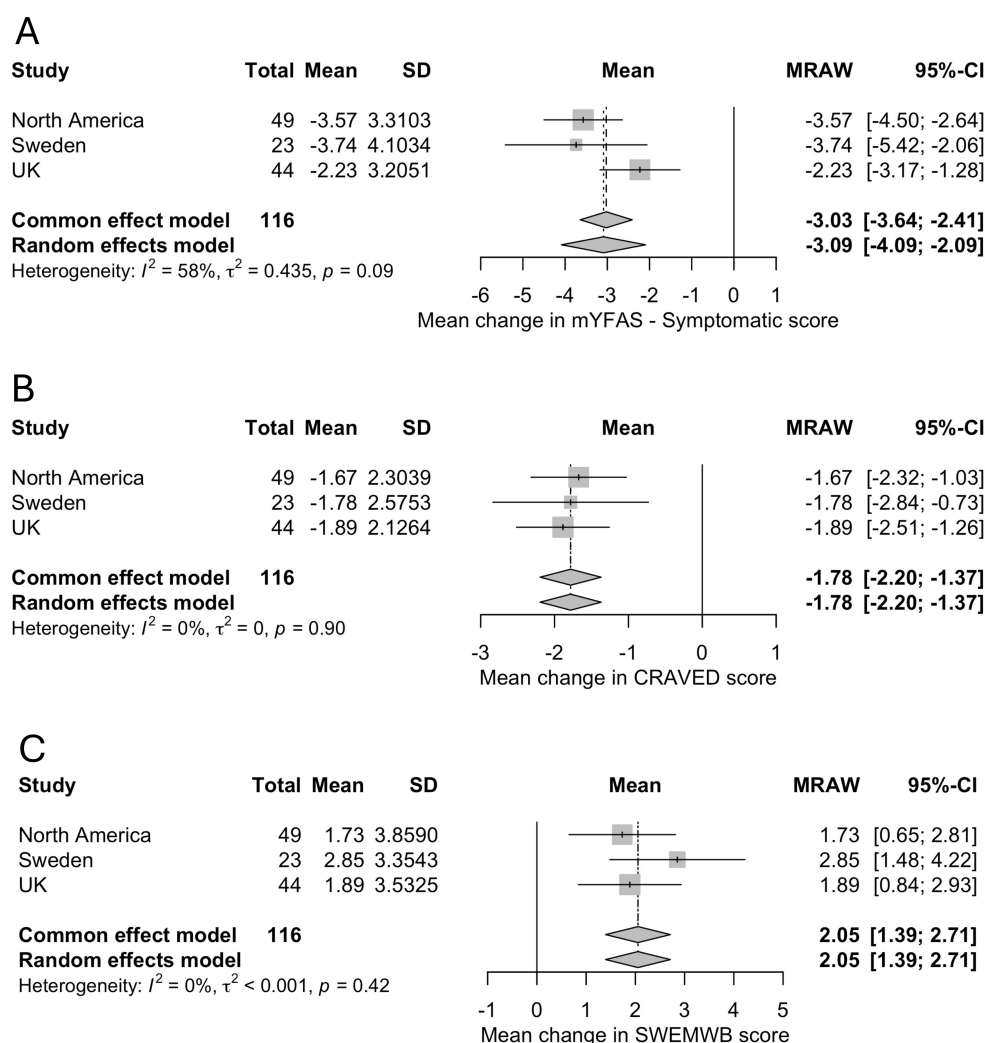 A
Study Total Mean SD Mean MRAW 95%-CI
North America 49 -3.57 3.3103 -3.57 [-4.50; -2.64]
Sweden 23 -3.74 4.1034 -3.74 [-5.42; -2.06]
UK 44 -2.23 3.2051 -2.23 [-3.17; -1.28]
Common effect model 116 -3.03 [-3.64; -2.41]
Random effects model -3.09 [-4.09; -2.09]
Heterogeneity: I² = 58%, τ² = 0.435, p = 0.09
-6 -5 -4 -3 -2 -1 0 1
Mean change in mYFAS - Symptomatic score
B
Study Total Mean SD Mean MRAW 95%-CI
North America 49 -1.67 2.3039 -1.67 [-2.32; -1.03]
Sweden 23 -1.78 2.5753 -1.78 [-2.84; -0.73]
UK 44 -1.89 2.1264 -1.89 [-2.51; -1.26]
Common effect model 116 -1.78 [-2.20; -1.37]
Random effects model -1.78 [-2.20; -1.37]
Heterogeneity: I² = 0%, τ² = 0, p = 0.90
-3 -2 -1 0 1
Mean change in CRAVED score
C
Study Total Mean SD Mean MRAW 95%-CI
North America 49 1.73 3.8590 1.73 [0.65; 2.81]
Sweden 23 2.85 3.3543 2.85 [1.48; 4.22]
UK 44 1.89 3.5325 1.89 [0.84; 2.93]
Common effect model 116 2.05 [1.39; 2.71]
Random effects model 2.05 [1.39; 2.71]
Heterogeneity: I² = 0%, τ² < 0.001, p = 0.42
-1 0 1 2 3 4 5
Mean change in SWEMWB score